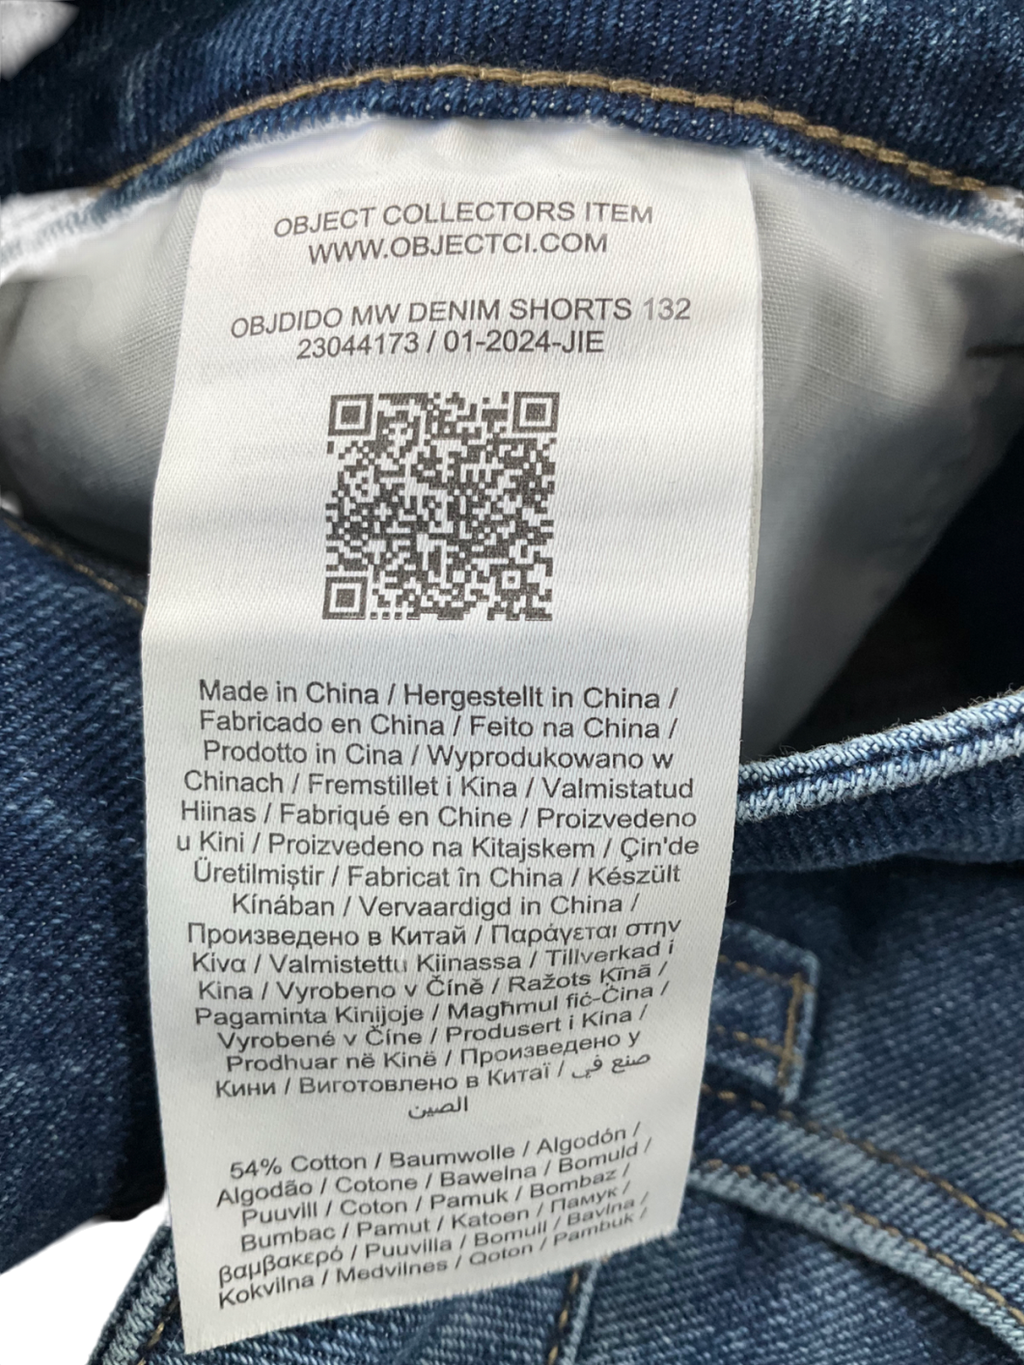 OBJECT COLLECTORS ITEM
WWW.OBJECTCI.COM
OBJDIDO MW DENIM SHORTS 132
23044173 / 01-2024-JIE
Made in China / Hergestellt in China /
Fabricado en China / Feito na China /
Prodotto in Cina / Wyprodukowano w
Chinach / Fremstillet i Kina / Valmistatud
Hiinas / Fabriqué en Chine / Proizvedeno
u Kini / Proizvedeno na Kitajskem / Çin'de
Üretilmiştir / Fabricat în China / Készült
Kínában / Vervaardigd in China /
Произведено в Китай / Παράγεται στην
Κίνα / Valmistettu Kiinassa / Tillverkad i
Kina / Vyrobeno v Číně / Ražots Ķīnā /
Pagaminta Kinijoje / Magħmul fiċ-Ċina /
Vyrobené v Číne / Produsert i Kina /
Prodhuar në Kinë / Произведено у
Кини / Виготовлено в Китаї / صنع في
الصين
54% Cotton / Baumwolle / Algodón /
Algodão / Cotone / Bawełna / Bomuld /
Puuvill / Coton / Pamuk / Bombaz /
Bumbac / Pamut / Katoen / Памук /
βαμβακερό / Puuvilla / Bomull / Bavlna /
Kokvilna / Medvilnes / Qoton / Pambuk /